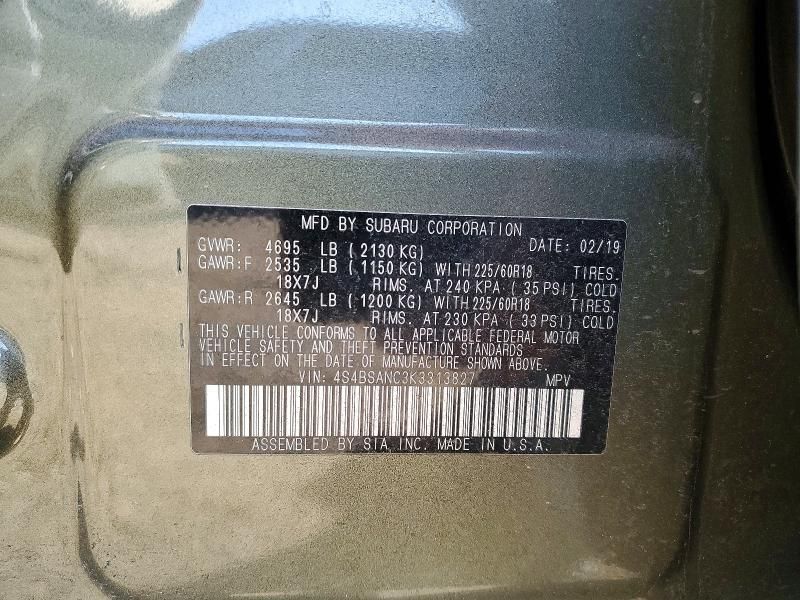 MFD BY SUBARU CORPORATION
GVWR: 4695 LB ( 2130 KG) DATE: 02/19
GAWR:F 2535 LB ( 1150 KG) WITH 225/60R18 TIRES.
18X7J RIMS. AT 240 KPA ( 35 PSI) COLD
GAWR:R 2645 LB ( 1200 KG) WITH 225/60R18 TIRES.
18X7J RIMS. AT 230 KPA ( 33 PSI) COLD
THIS VEHICLE CONFORMS TO ALL APPLICABLE FEDERAL MOTOR
VEHICLE SAFETY AND THEFT PREVENTION STANDARDS
IN EFFECT ON THE DATE OF MANUFACTURE SHOWN ABOVE.
VIN: 4S4BSANC3K3313827 MPV
ASSEMBLED BY SIA, INC. MADE IN U.S.A.